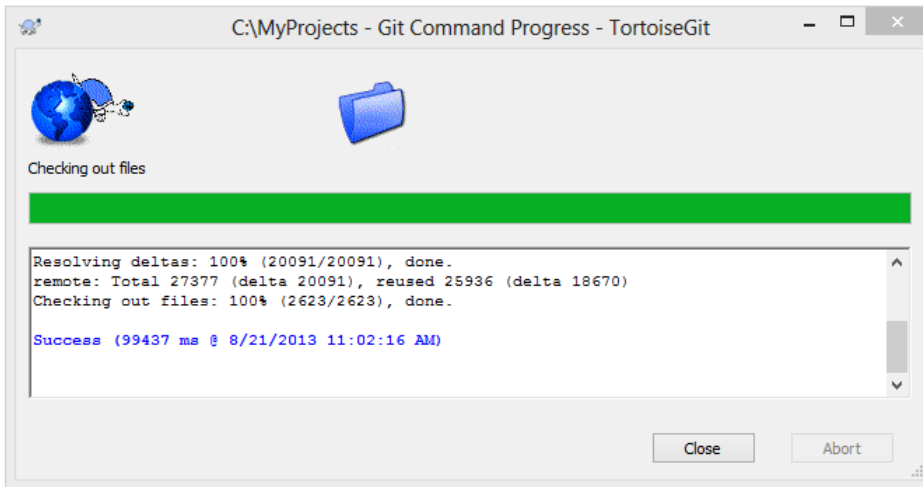 C:\MyProjects - Git Command Progress - TortoiseGit
Checking out files
Resolving deltas: 100% (20091/20091), done.
remote: Total 27377 (delta 20091), reused 25936 (delta 18670)
Checking out files: 100% (2623/2623), done.
Success (99437 ms @ 8/21/2013 11:02:16 AM)
Close Abort